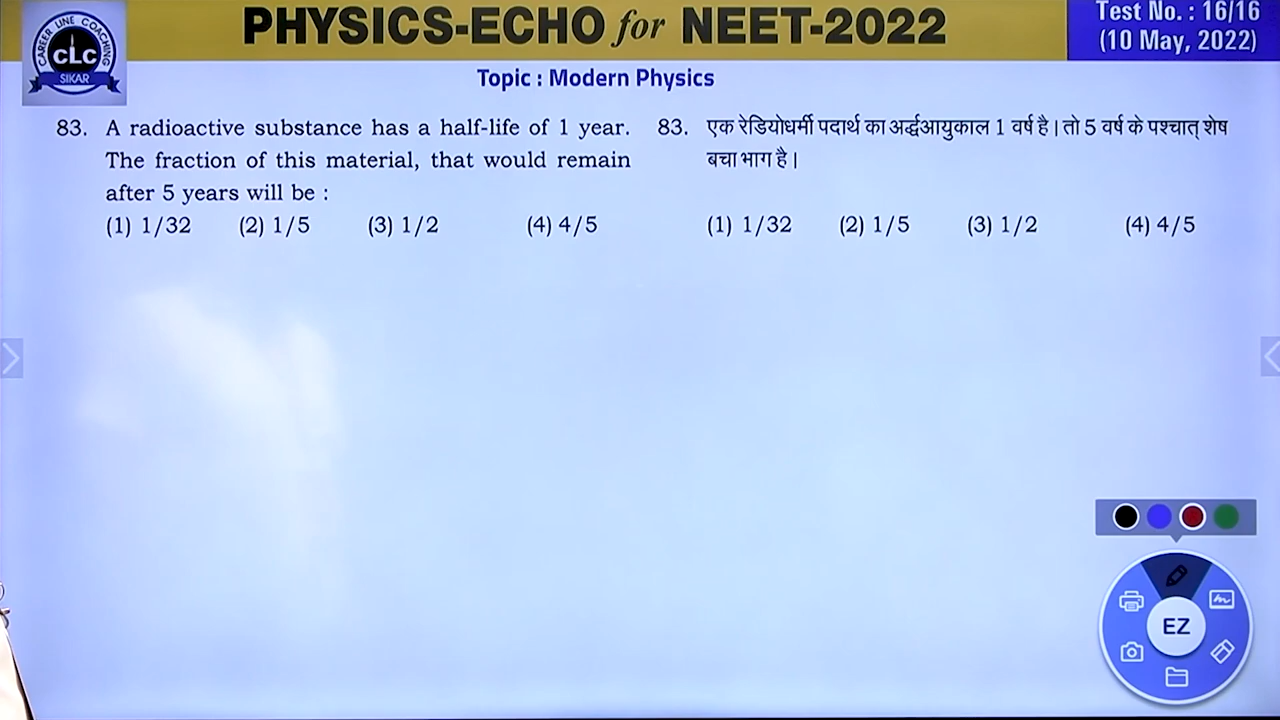 PHYSICS-ECHO for NEET-2022
Test No. : 16/16
(10 May, 2022)
CAREER LINE COACHING
CLC
SIKAR
Topic : Modern Physics
83. A radioactive substance has a half-life of 1 year.
The fraction of this material, that would remain
after 5 years will be :
(1) 1/32 (2) 1/5 (3) 1/2 (4) 4/5
83. एक रेडियोधर्मी पदार्थ का अर्द्धआयुकाल 1 वर्ष है। तो 5 वर्ष के पश्चात् शेष
बचा भाग है।
(1) 1/32 (2) 1/5 (3) 1/2 (4) 4/5
EZ